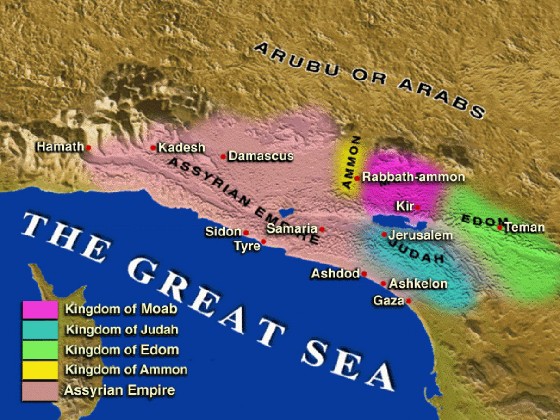 ARUBU OR ARABS
Hamath
Kadesh
Damascus
AMMON
Rabbath-ammon
ASSYRIAN EMPIRE
Kir
EDOM
Teman
Samaria
Sidon
Tyre
Jerusalem
JUDAH
Ashdod
Ashkelon
Gaza
THE GREAT SEA
Kingdom of Moab
Kingdom of Judah
Kingdom of Edom
Kingdom of Ammon
Assyrian Empire